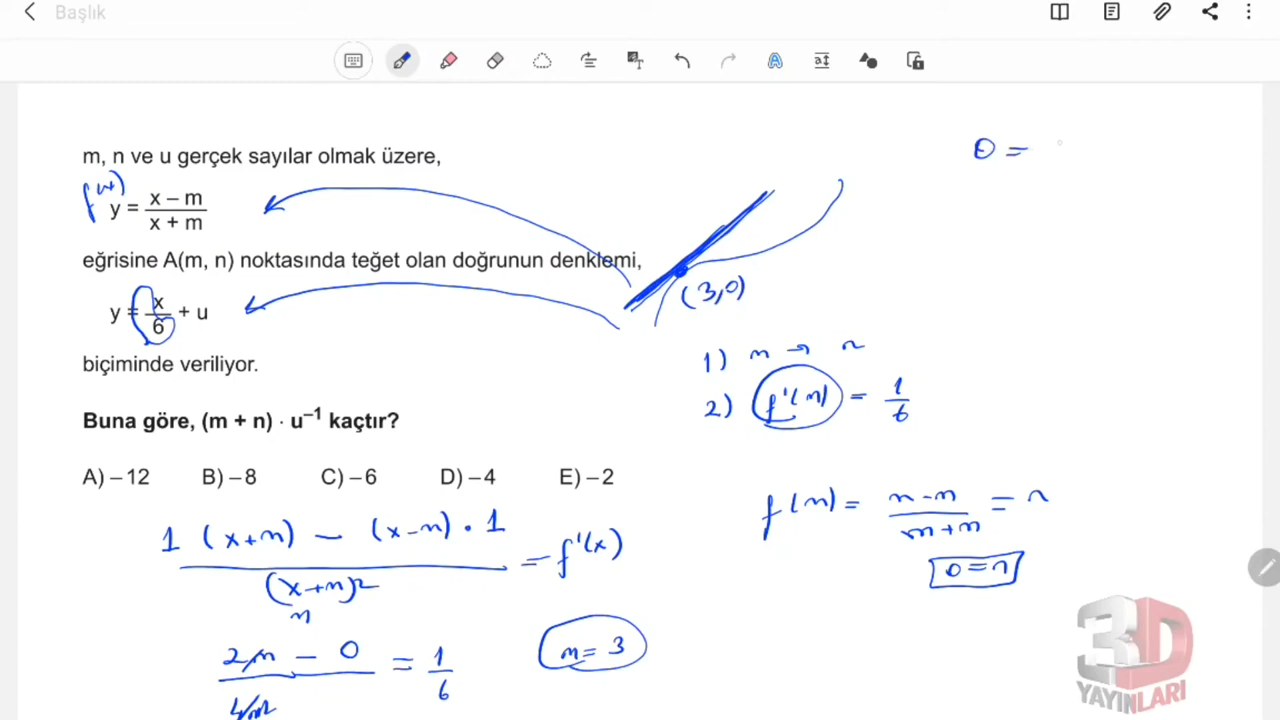 Başlık
m, n ve u gerçek sayılar olmak üzere,
f(x)
y = x – m / x + m
eğrisine A(m, n) noktasında teğet olan doğrunun denklemi,
y = x/6 + u
biçiminde veriliyor.
Buna göre, (m + n) · u⁻¹ kaçtır?
A) –12 B) –8 C) –6 D) –4 E) –2
0 =
(3,0)
1) m → n
2) f'(m) = 1/6
f(m) = m-m / m+m = n
0 = n
1 (x+m) – (x-m) · 1 / (x+m)² = f'(x)
m
2m – 0 / 4m² = 1/6
m = 3
3D
YAYINLARI